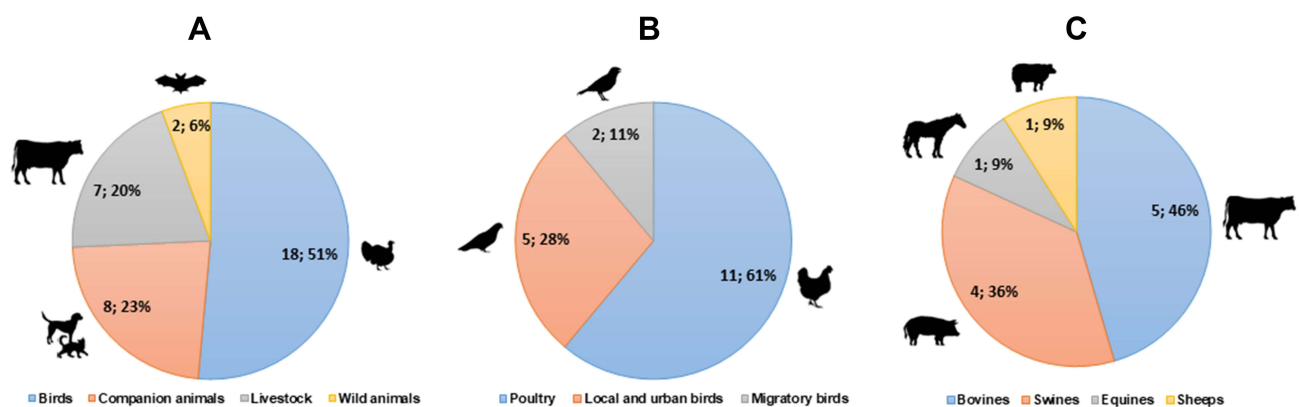 A
B
C
2; 6%
7; 20%
18; 51%
8; 23%
2; 11%
5; 28%
11; 61%
1; 9%
1; 9%
5; 46%
4; 36%
Birds Companion animals Livestock Wild animals
Poultry Local and urban birds Migratory birds
Bovines Swines Equines Sheeps